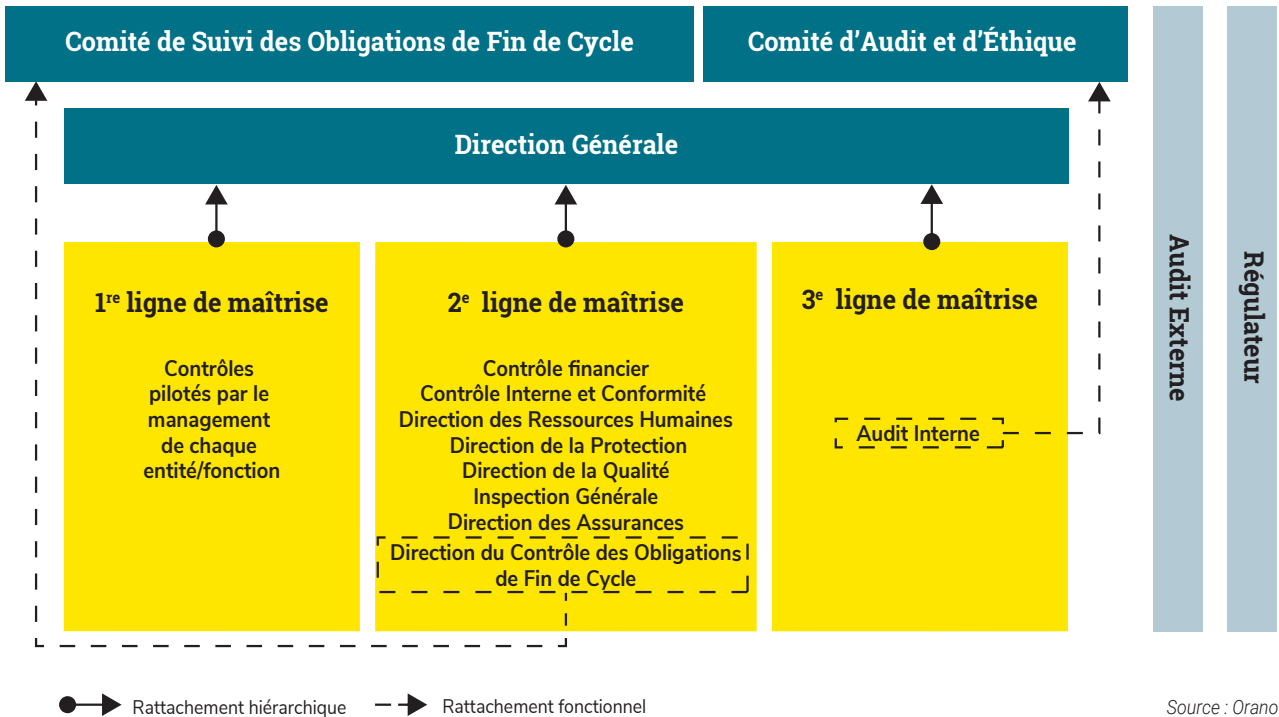 Comité de Suivi des Obligations de Fin de Cycle
Comité d'Audit et d'Éthique
Direction Générale
1re ligne de maîtrise
Contrôles
pilotés par le
management
de chaque
entité/fonction
2e ligne de maîtrise
Contrôle financier
Contrôle Interne et Conformité
Direction des Ressources Humaines
Direction de la Protection
Direction de la Qualité
Inspection Générale
Direction des Assurances
Direction du Contrôle des Obligations
de Fin de Cycle
3e ligne de maîtrise
Audit Interne
Audit Externe
Régulateur
Rattachement hiérarchique
Rattachement fonctionnel
Source : Orano